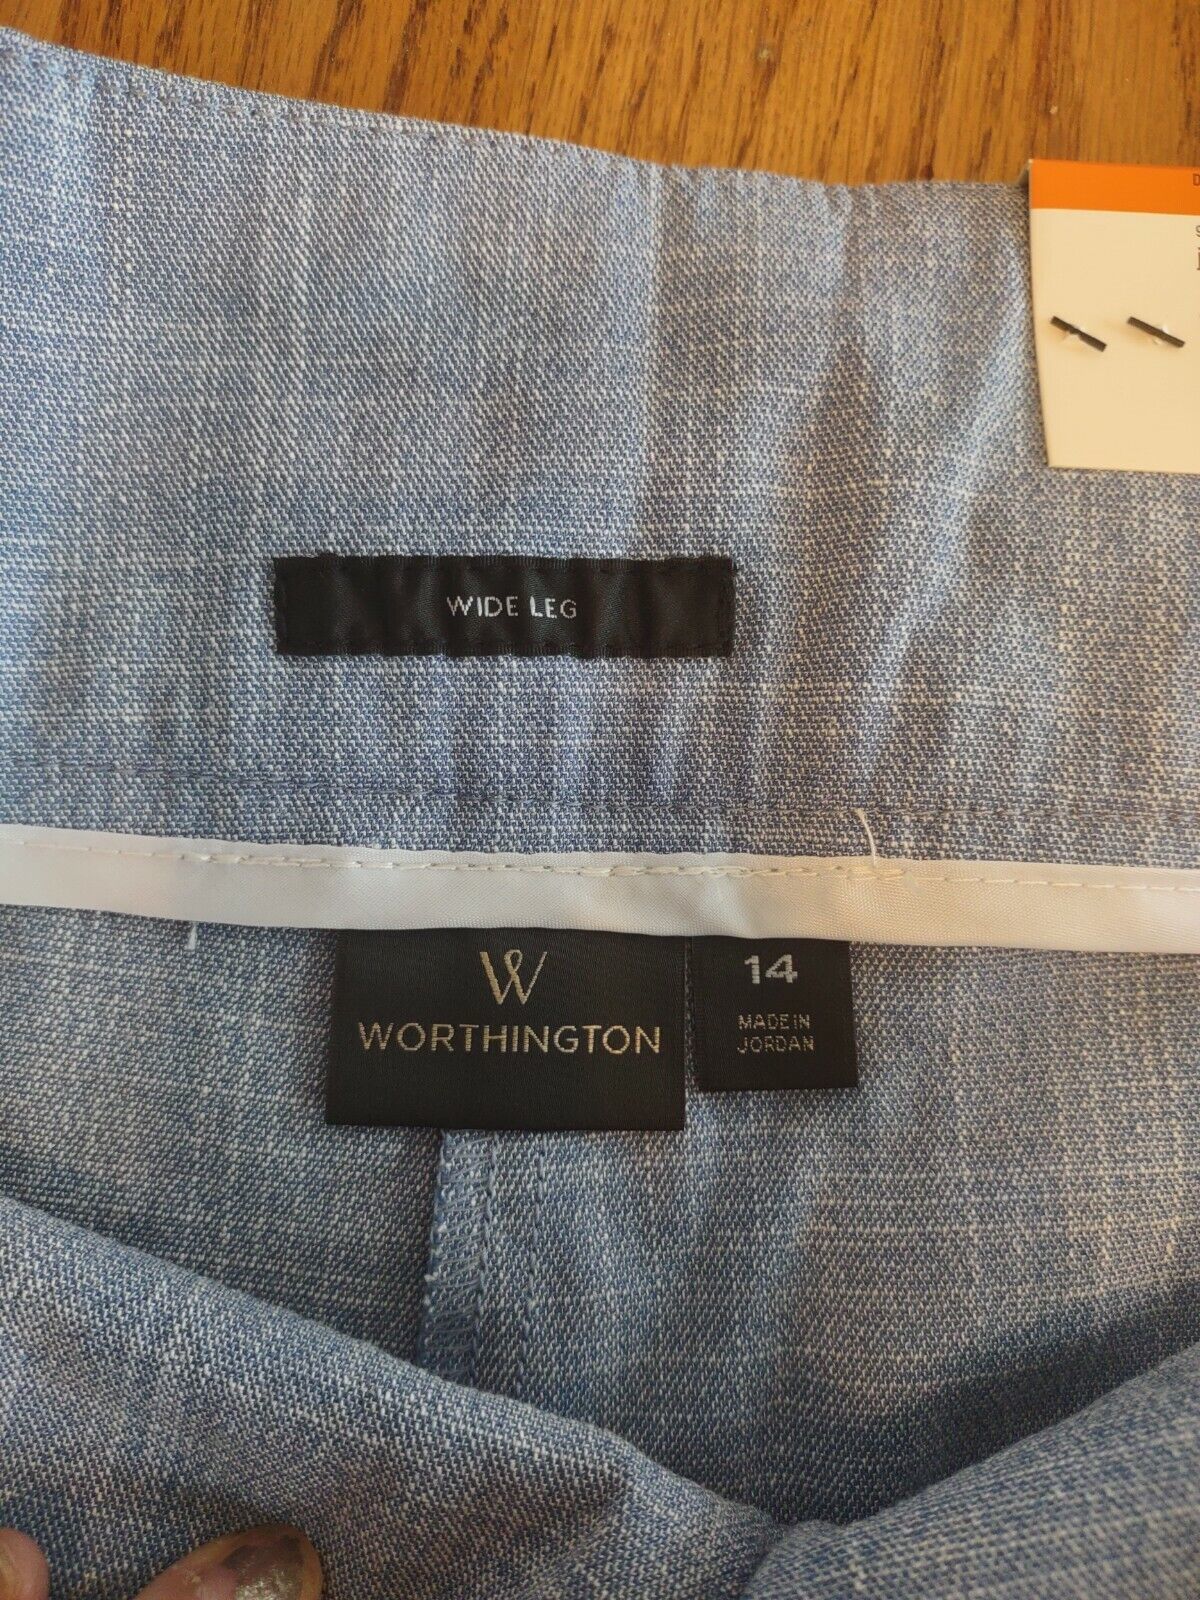 WIDE LEG
W
WORTHINGTON
14
MADE IN
JORDAN